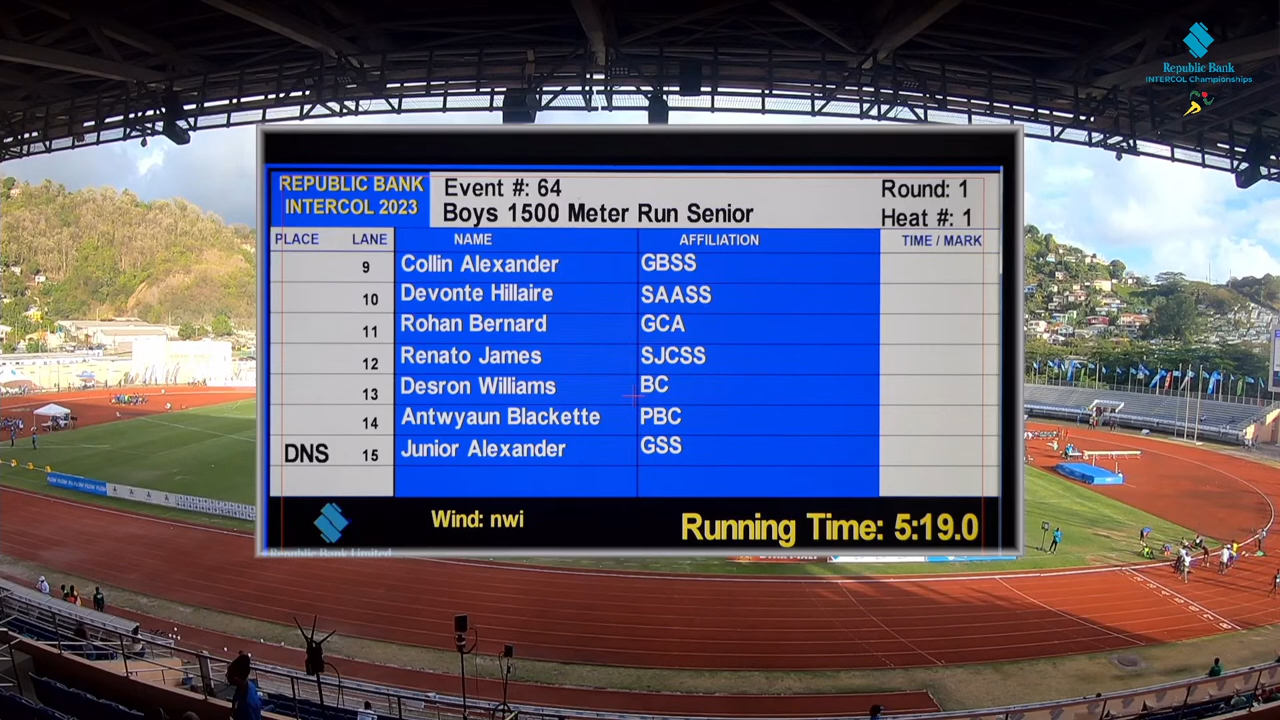 Republic Bank
INTERCOL Championships
REPUBLIC BANK
INTERCOL 2023
Event #: 64
Boys 1500 Meter Run Senior
Round: 1
Heat #: 1
PLACE LANE NAME AFFILIATION TIME / MARK
9 Collin Alexander GBSS
10 Devonte Hillaire SAASS
11 Rohan Bernard GCA
12 Renato James SJCSS
13 Desron Williams BC
14 Antwyaun Blackette PBC
DNS 15 Junior Alexander GSS
Wind: nwi
Running Time: 5:19.0
Republic Bank Limited